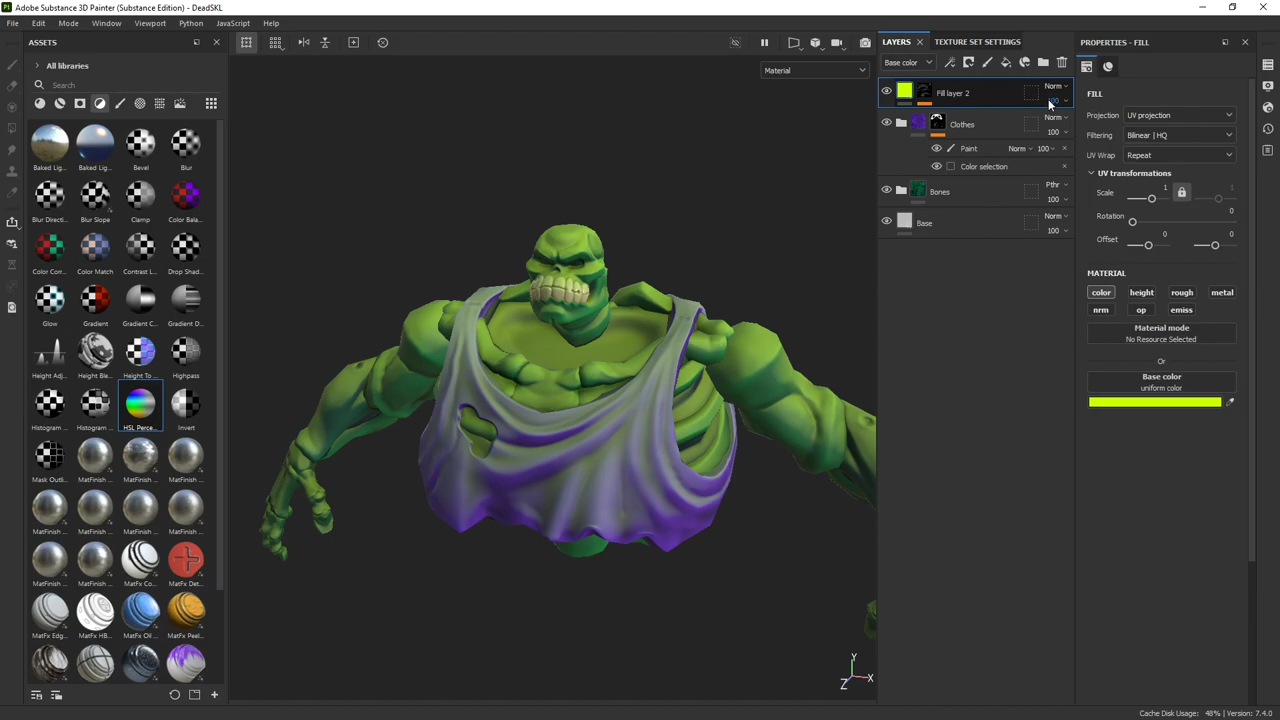 Adobe Substance 3D Painter (Substance Edition) - DeadSKL
File Edit Mode Window Viewport Python JavaScript Help
ASSETS
All libraries
Search
Baked Lig... Baked Lig... Bevel Blur
Blur Directi... Blur Slope Clamp Color Bala...
Color Corr... Color Match Contrast L... Drop Shad...
Glow Gradient Gradient C... Gradient D...
Height Adj... Height Ble... Height To ... Highpass
Histogram ... Histogram ... HSL Perce... Invert
Mask Outli... MatFinish ... MatFinish ... MatFinish ...
MatFinish ... MatFinish ... MatFinish ... MatFinish ...
MatFinish ... MatFinish ... MatFx Co... MatFx Det...
MatFx Edg... MatFx HB... MatFx Oil ... MatFx Peel...
Material
Y
Z X
LAYERS TEXTURE SET SETTINGS
Base color
Fill layer 2 Norm
100
Clothes Norm
100
Paint Norm 100
Color selection
Bones Pthr
100
Base Norm
100
PROPERTIES - FILL
FILL
Projection UV projection
Filtering Bilinear | HQ
UV Wrap Repeat
UV transformations
Scale 1 1
Rotation 0
Offset 0 0
MATERIAL
color height rough metal
nrm op emiss
Material mode
No Resource Selected
Or
Base color
uniform color
Cache Disk Usage: 48% | Version: 7.4.0